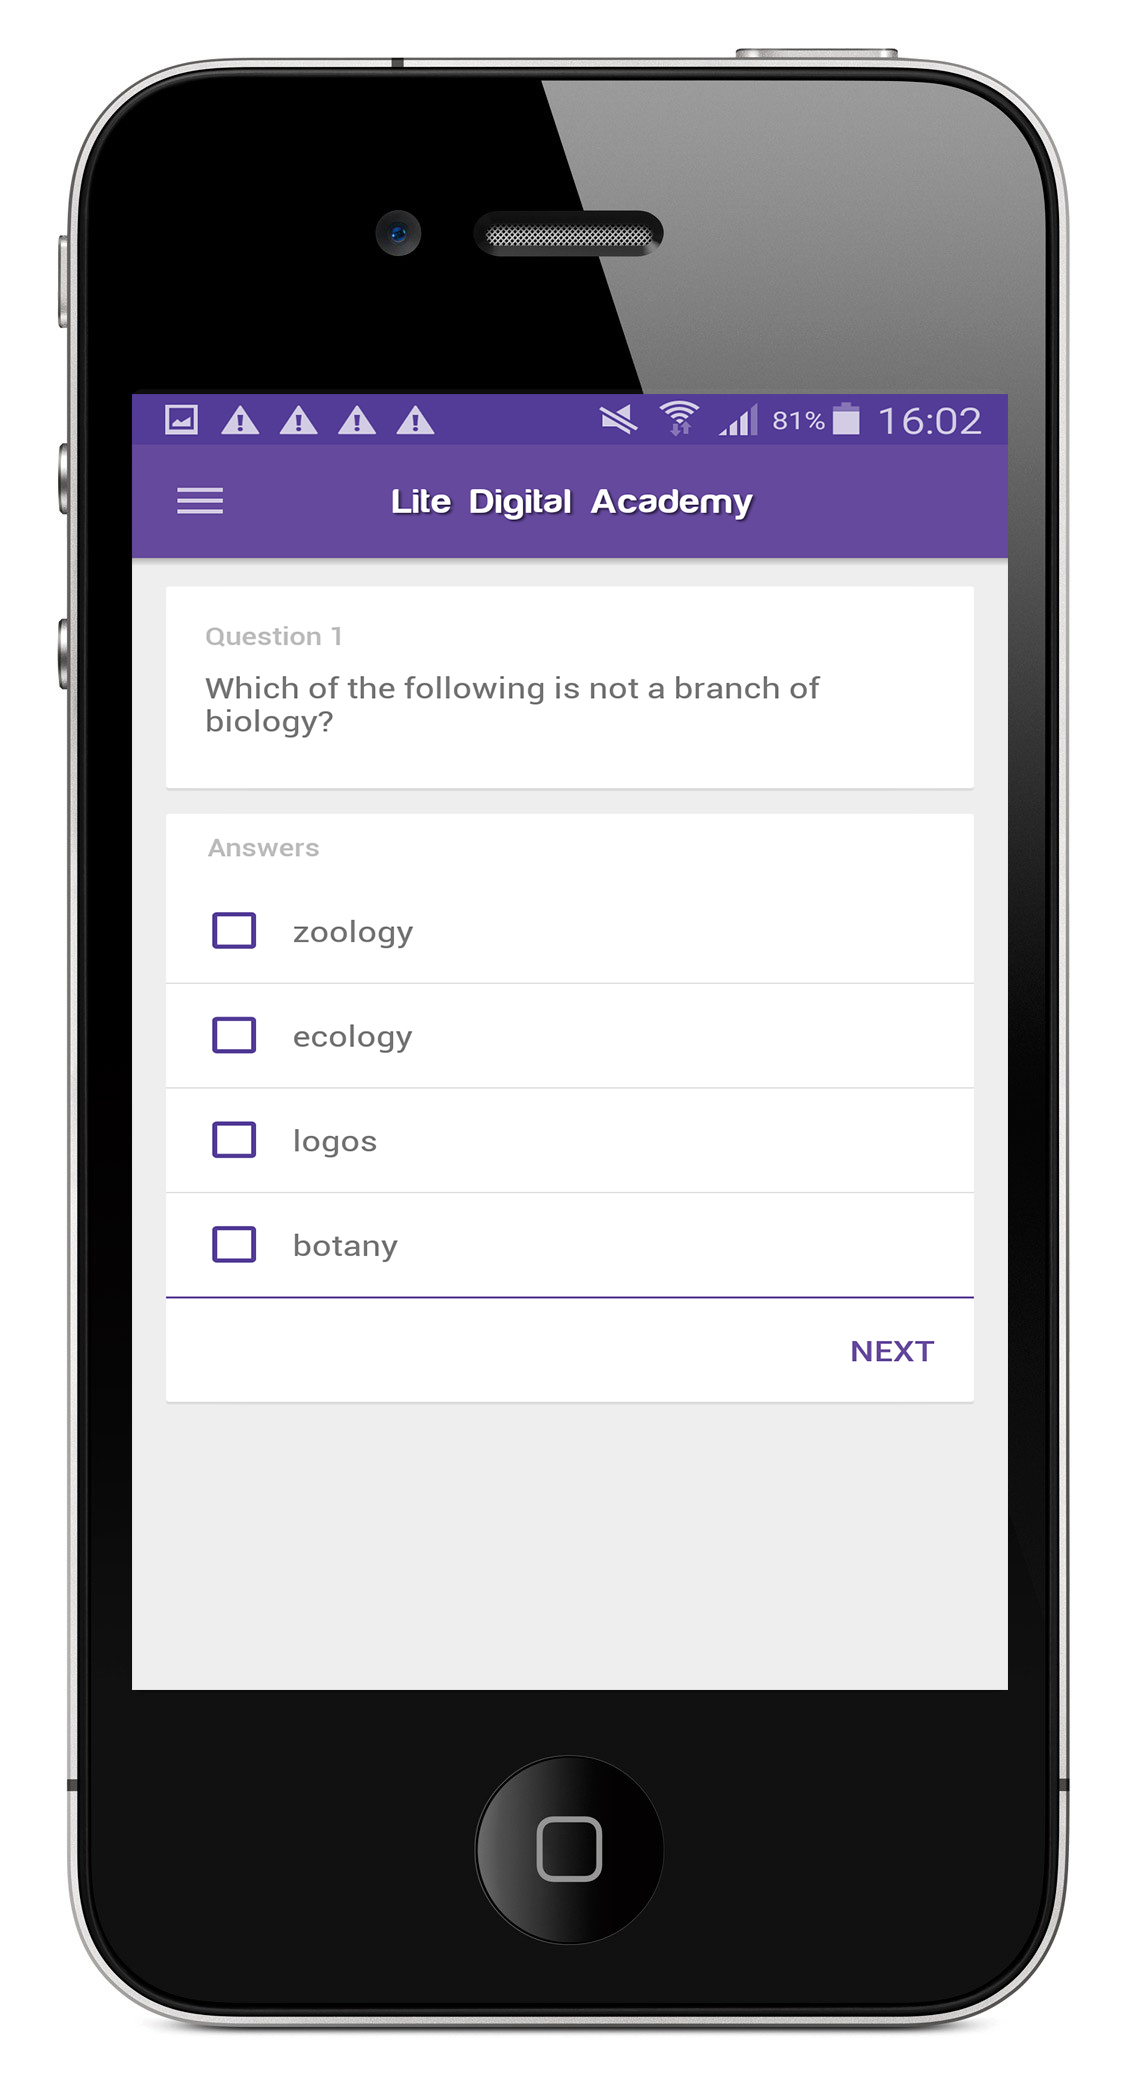 81% 16:02
Lite Digital Academy
Question 1
Which of the following is not a branch of
biology?
Answers
zoology
ecology
logos
botany
NEXT